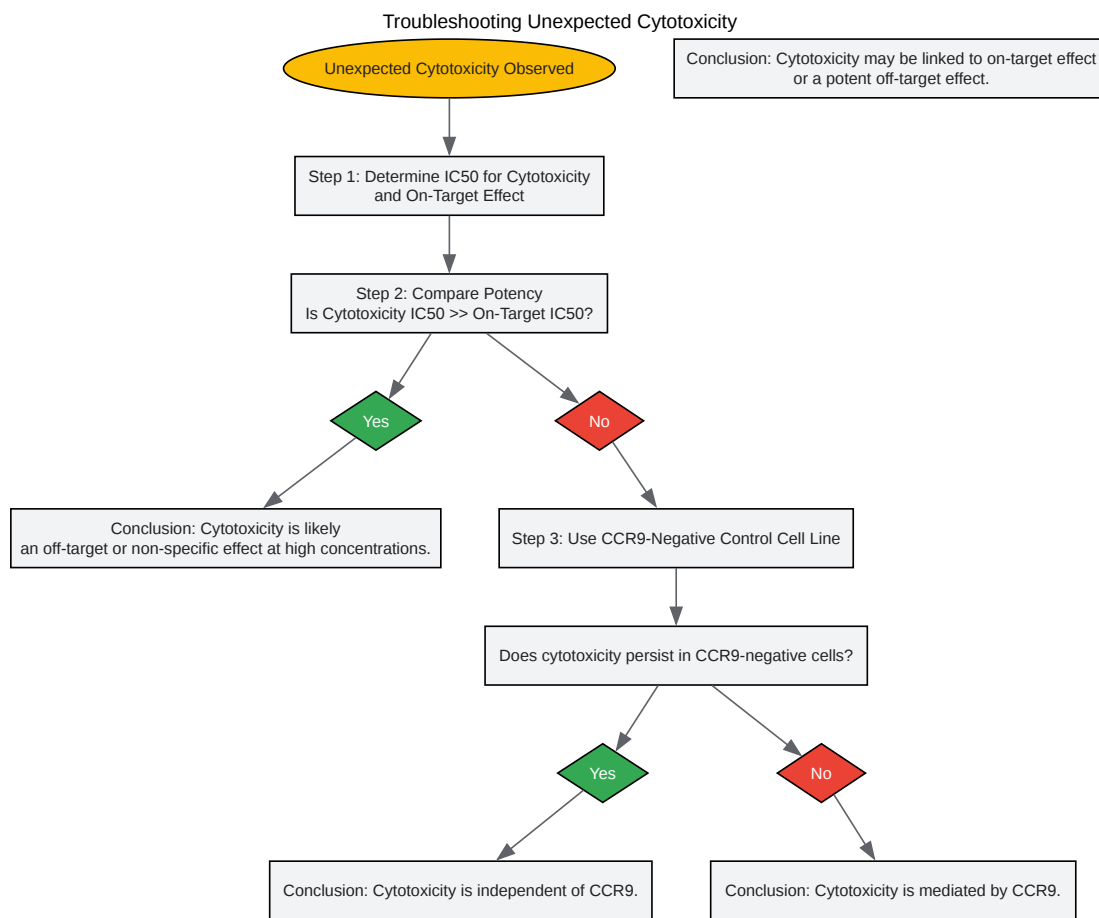 Troubleshooting Unexpected Cytotoxicity
Unexpected Cytotoxicity Observed
Conclusion: Cytotoxicity may be linked to on-target effect
or a potent off-target effect.
Step 1: Determine IC50 for Cytotoxicity
and On-Target Effect
Step 2: Compare Potency
Is Cytotoxicity IC50 >> On-Target IC50?
Yes
No
Conclusion: Cytotoxicity is likely
an off-target or non-specific effect at high concentrations.
Step 3: Use CCR9-Negative Control Cell Line
Does cytotoxicity persist in CCR9-negative cells?
Yes
No
Conclusion: Cytotoxicity is independent of CCR9.
Conclusion: Cytotoxicity is mediated by CCR9.